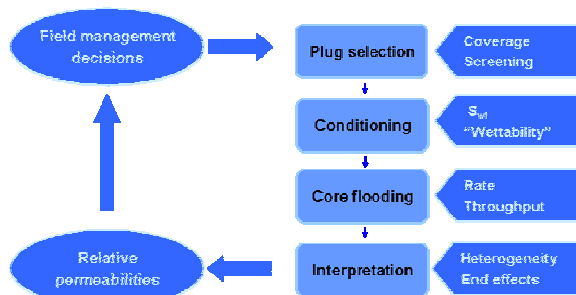 Field management
decisions
Plug selection
Coverage
Screening
Conditioning
Swi
“Wettability”
Core flooding
Rate
Throughput
Relative
permeabilities
Interpretation
Heterogeneity
End effects